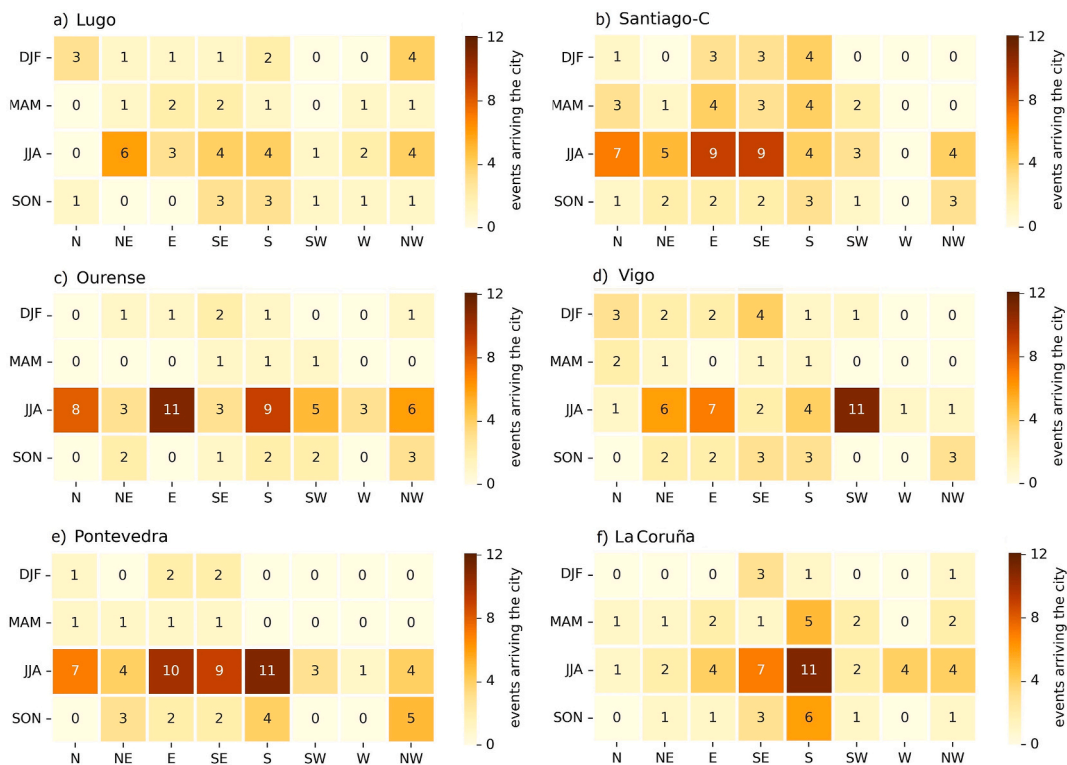 a) Lugo
DJF 3 1 1 1 2 0 0 4
MAM 0 1 2 2 1 0 1 1
JJA 0 6 3 4 4 1 2 4
SON 1 0 0 3 3 1 1 1
N NE E SE S SW W NW
12
8
4
0
events arriving the city
b) Santiago-C
DJF 1 0 3 3 4 0 0 0
MAM 3 1 4 3 4 2 0 0
JJA 7 5 9 9 4 3 0 4
SON 1 2 2 2 3 1 0 3
N NE E SE S SW W NW
12
8
4
0
events arriving the city
c) Ourense
DJF 0 1 1 2 1 0 0 1
MAM 0 0 0 1 1 1 0 0
JJA 8 3 11 3 9 5 3 6
SON 0 2 0 1 2 2 0 3
N NE E SE S SW W NW
12
8
4
0
events arriving the city
d) Vigo
DJF 3 2 2 4 1 1 0 0
MAM 2 1 0 1 1 0 0 0
JJA 1 6 7 2 4 11 1 1
SON 0 2 2 3 3 0 0 3
N NE E SE S SW W NW
12
8
4
0
events arriving the city
e) Pontevedra
DJF 1 0 2 2 0 0 0 0
MAM 1 1 1 1 0 0 0 0
JJA 7 4 10 9 11 3 1 4
SON 0 3 2 2 4 0 0 5
N NE E SE S SW W NW
12
8
4
0
events arriving the city
f) La Coruña
DJF 0 0 0 3 1 0 0 1
MAM 1 1 2 1 5 2 0 2
JJA 1 2 4 7 11 2 4 4
SON 0 1 1 3 6 1 0 1
N NE E SE S SW W NW
12
8
4
0
events arriving the city